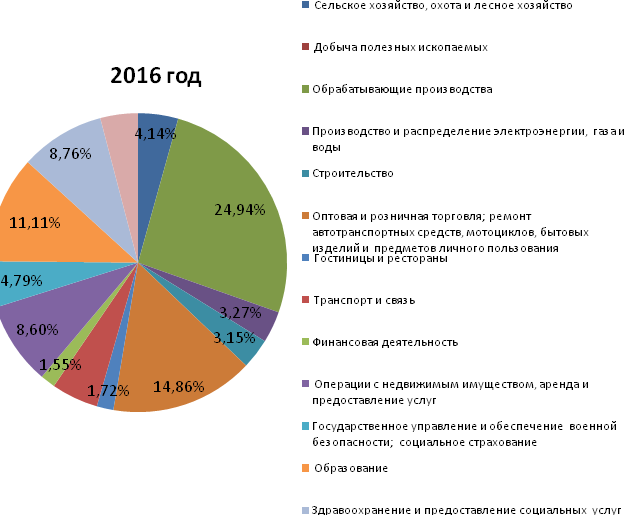 2016 год
4,14%
24,94%
3,27%
3,15%
14,86%
1,72%
1,55%
8,60%
4,79%
11,11%
8,76%
Сельское хозяйство, охота и лесное хозяйство
Добыча полезных ископаемых
Обрабатывающие производства
Производство и распределение электроэнергии, газа и
воды
Строительство
Оптовая и розничная торговля; ремонт
автотранспортных средств, мотоциклов, бытовых
изделий и предметов личного пользования
Гостиницы и рестораны
Транспорт и связь
Финансовая деятельность
Операции с недвижимым имуществом, аренда и
предоставление услуг
Государственное управление и обеспечение военной
безопасности; социальное страхование
Образование
Здравоохранение и предоставление социальных услуг